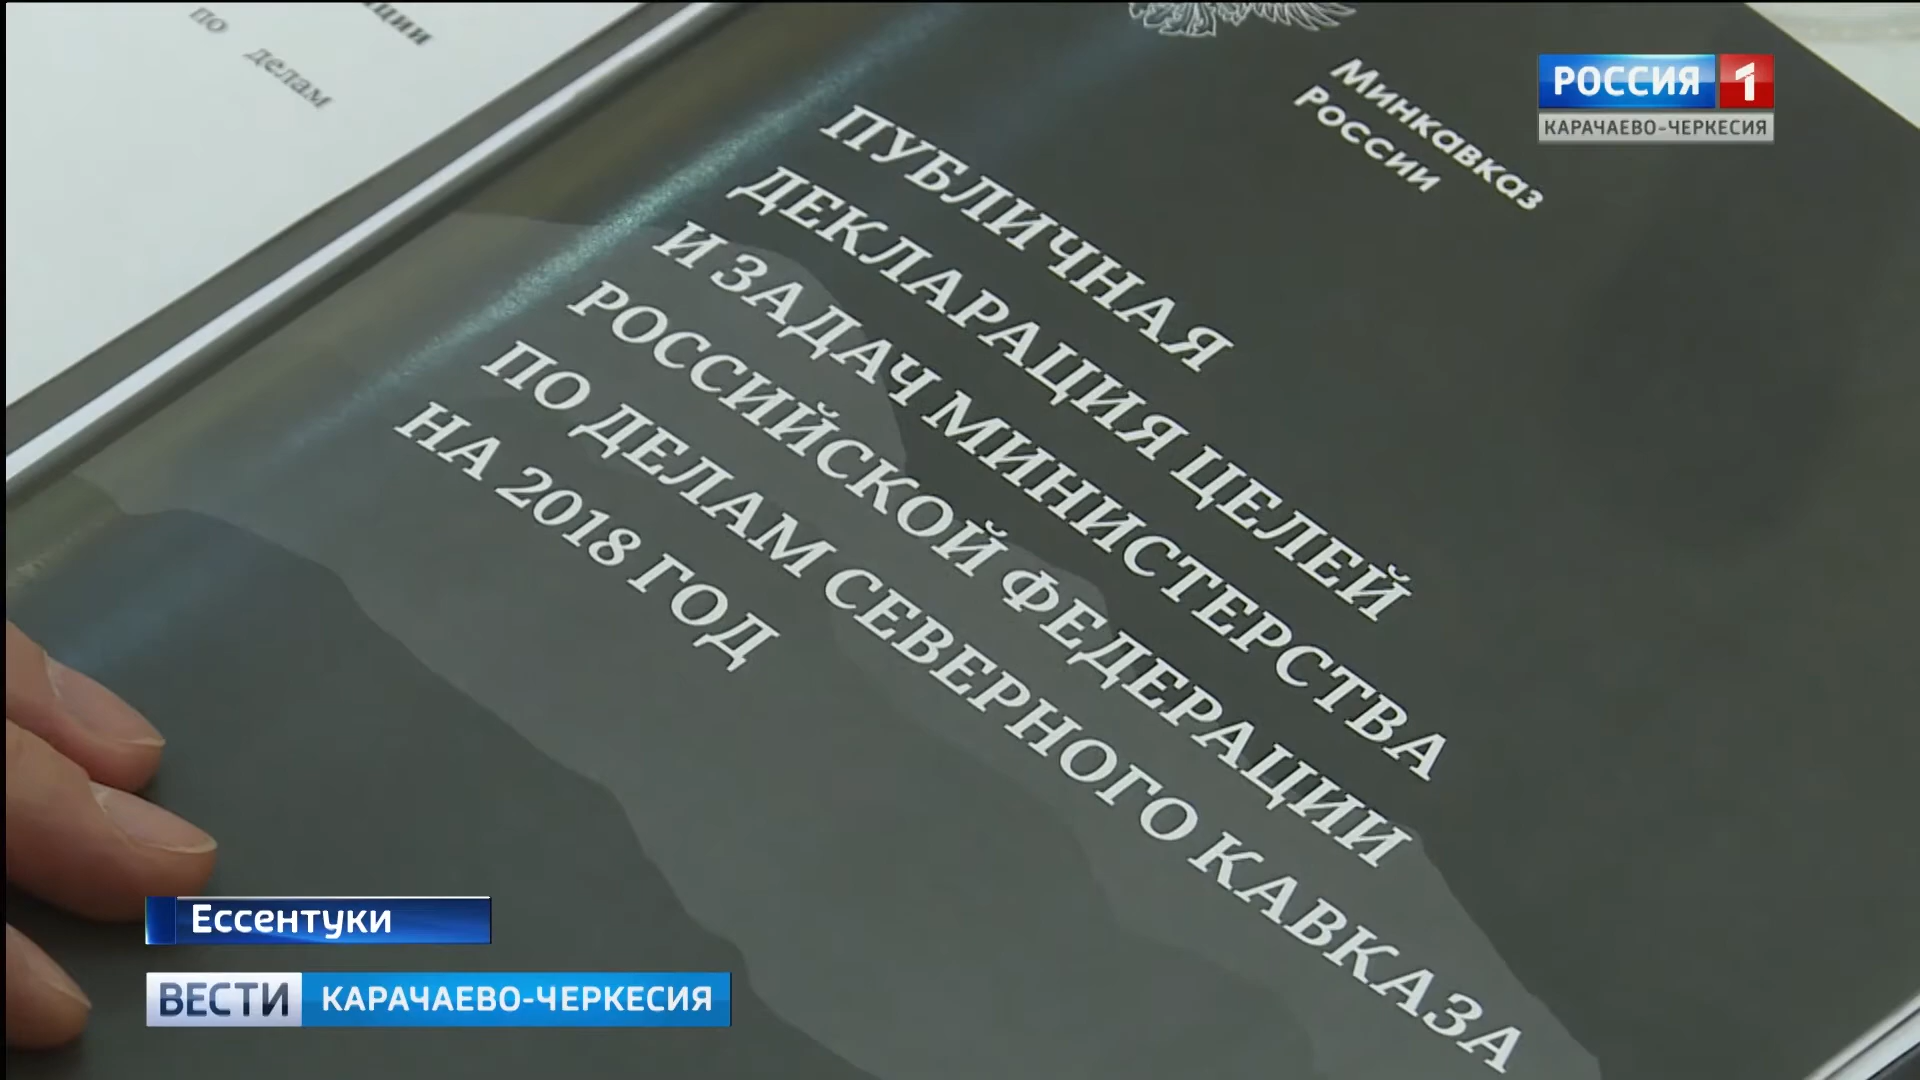 ции
по делам
Минкавказ
России
ПУБЛИЧНАЯ
ДЕКЛАРАЦИЯ ЦЕЛЕЙ
И ЗАДАЧ МИНИСТЕРСТВА
РОССИЙСКОЙ ФЕДЕРАЦИИ
ПО ДЕЛАМ СЕВЕРНОГО КАВКАЗА
НА 2018 ГОД
РОССИЯ 1
КАРАЧАЕВО-ЧЕРКЕСИЯ
Ессентуки
ВЕСТИ КАРАЧАЕВО-ЧЕРКЕСИЯ